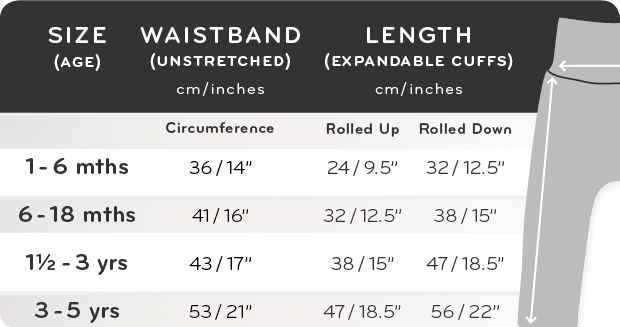 SIZE WAISTBAND LENGTH
(AGE) (UNSTRETCHED) (EXPANDABLE CUFFS)
cm/inches cm/inches
Circumference Rolled Up Rolled Down
1-6 mths 36/14” 24/9.5” 32/12.5”
6-18 mths 41/16” 32/12.5” 38/15”
1½-3 yrs 43/17” 38/15” 47/18.5”
3-5 yrs 53/21” 47/18.5” 56/22”